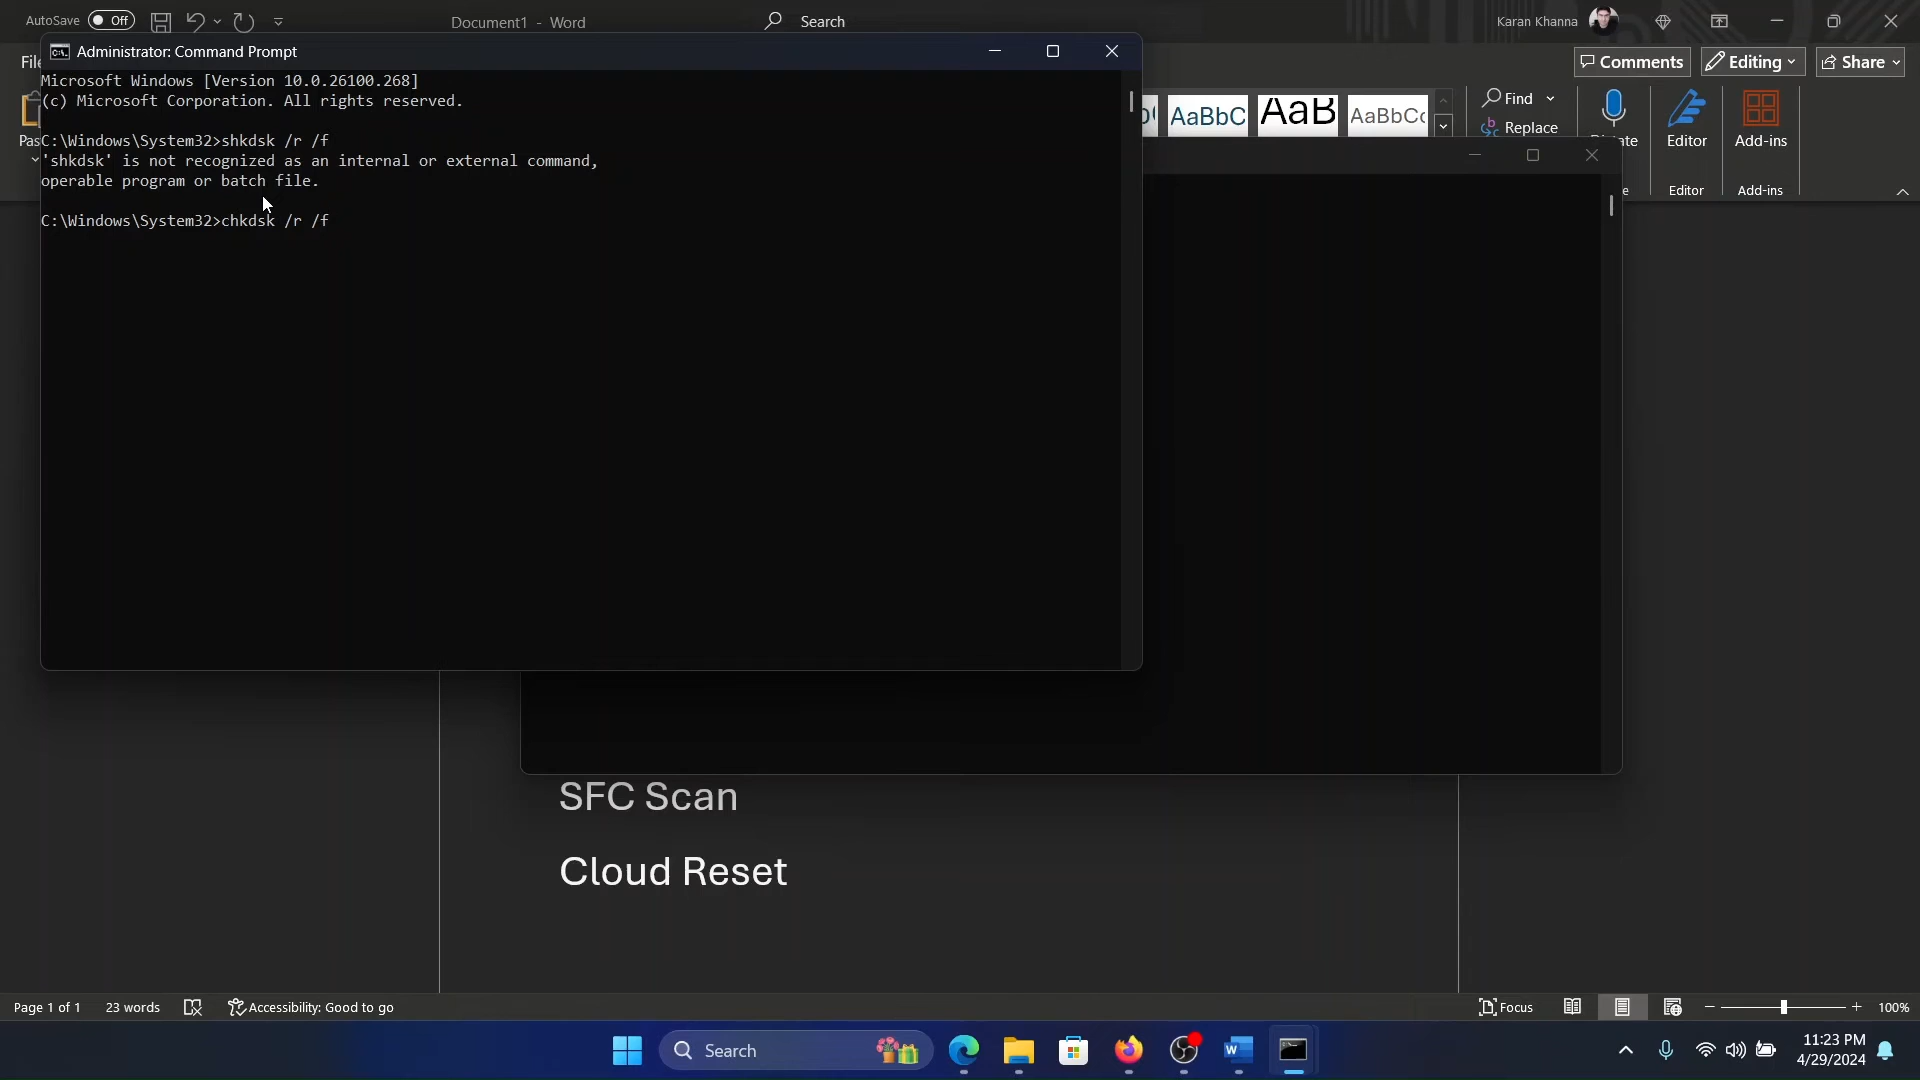 AutoSave Off
Document1 - Word
Search
Karan Khanna
Administrator: Command Prompt
Comments
Editing
Share
Microsoft Windows [Version 10.0.26100.268]
(c) Microsoft Corporation. All rights reserved.
C:\Windows\System32>shkdsk /r /f
'shkdsk' is not recognized as an internal or external command,
operable program or batch file.
C:\Windows\System32>chkdsk /r /f
AaBbC
AaB
Find
Replace
Editor
Add-ins
Editor
Add-ins
SFC Scan
Cloud Reset
Page 1 of 1
23 words
Accessibility: Good to go
Focus
100%
Search
11:23 PM
4/29/2024